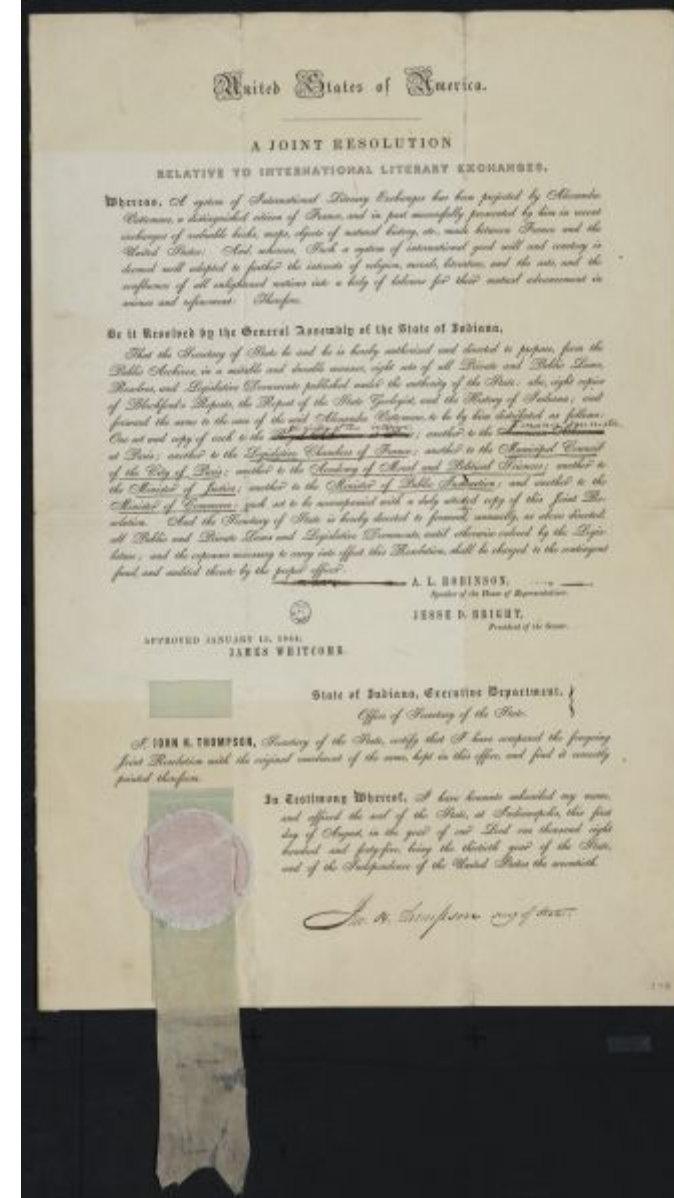 United States of America.
A JOINT RESOLUTION
RELATIVE TO INTERNATIONAL LITERARY EXCHANGES.
Whereas, A system of International Literary Exchanges has been projected by Alexandre
Vattemare, a distinguished citizen of France, and in part successfully prosecuted by him in recent
exchanges of valuable books, maps, objects of natural history, etc., made between France and the
United States: And, whereas, Such a system of international good will and courtesy is
deemed well adapted to further the interests of religion, morals, literature, and the arts, and the
confluence of all enlightened nations into a body of laborers for their mutual advancement in
science and refinement: Therefore,
Be it Resolved by the General Assembly of the State of Indiana,
That the Secretary of State be and he is hereby authorized and directed to prepare, from the
Public Archives, in a suitable and durable manner, eight sets of all Private and Public Laws,
Resolves, and Legislative Documents published under the authority of the State; also, eight copies
of Blackford's Reports, the Report of the State Geologist, and the History of Indiana; and
forward the same to the care of the said Alexandre Vattemare, to be by him distributed as follows:
One set and copy of each to the ; another to the
at Paris; another to the Legislative Chambers of France; another to the Municipal Council
of the City of Paris; another to the Academy of Moral and Political Sciences; another to
the Minister of Justice; another to the Minister of Public Instruction; and another to the
Minister of Commerce; each set to be accompanied with a duly attested copy of this Joint Re-
solution. And the Secretary of State is hereby directed to forward, annually, as above directed,
all Public and Private Laws and Legislative Documents, until otherwise ordered by the Legis-
lature; and the expenses necessary to carry into effect this Resolution, shall be charged to the contingent
fund, and audited thereto by the proper officer.
A. L. ROBINSON,
Speaker of the House of Representatives.
JESSE D. BRIGHT,
President of the Senate.
APPROVED JANUARY 13,
JAMES WHITCOMB.
State of Indiana, Executive Department, }
Office of Secretary of the State.
I, JOHN H. THOMPSON, Secretary of the State, certify that I have compared the foregoing
Joint Resolution with the original enrolment of the same, kept in this office, and find it correctly
printed therefrom.
In Testimony Whereof, I have hereunto subscribed my name,
and affixed the seal of the State, at Indianapolis, this first
day of August, in the year of our Lord one thousand eight
hundred and forty-five, being the thirtieth year of the State,
and of the Independence of the United States the seventieth.
Jno. H. Thompson of State.